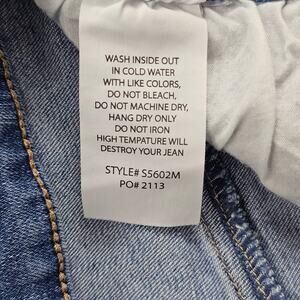 WASH INSIDE OUT
IN COLD WATER
WITH LIKE COLORS,
DO NOT BLEACH,
DO NOT MACHINE DRY,
HANG DRY ONLY
DO NOT IRON
HIGH TEMPATURE WILL
DESTROY YOUR JEAN
STYLE# S5602M
PO# 2113